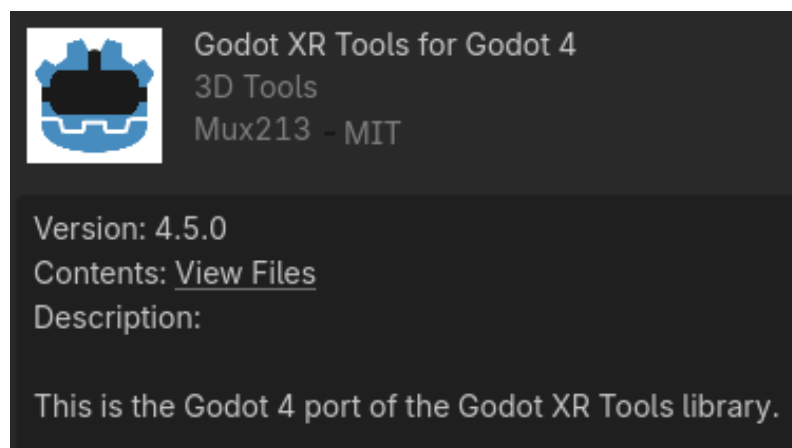 Godot XR Tools for Godot 4
3D Tools
Mux213 - MIT
Version: 4.5.0
Contents: View Files
Description:
This is the Godot 4 port of the Godot XR Tools library.